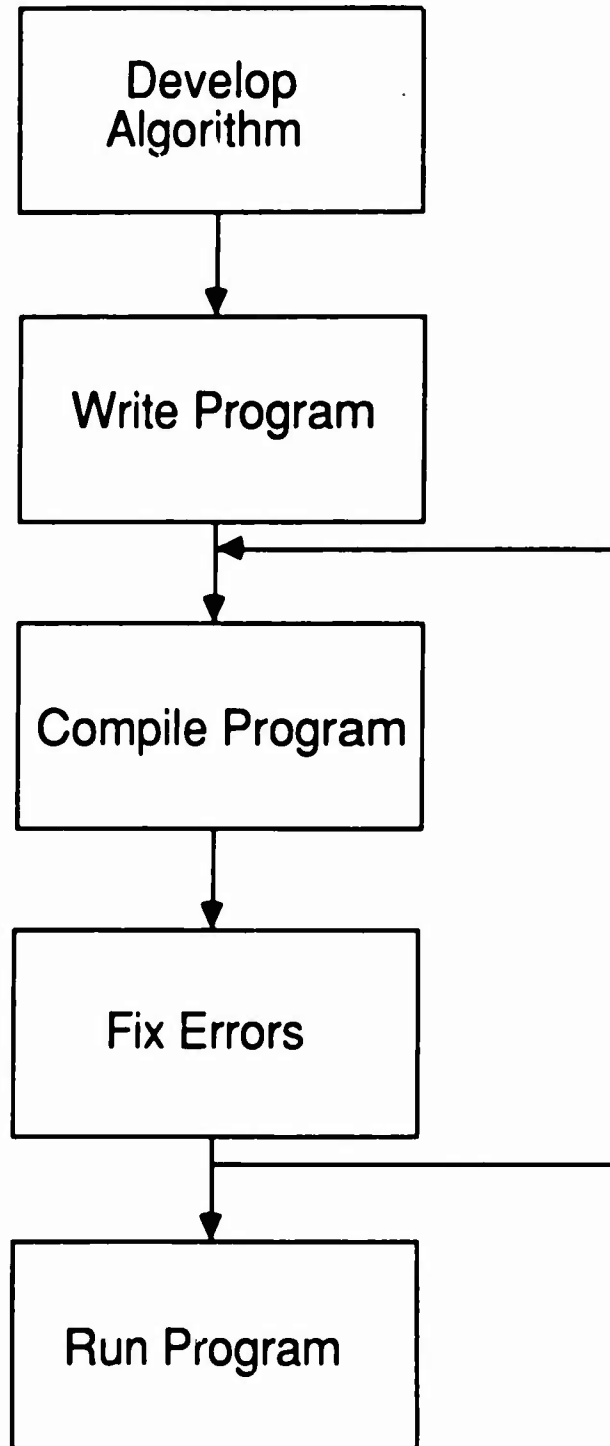 Develop
Algorithm
Write Program
Compile Program
Fix Errors
Run Program